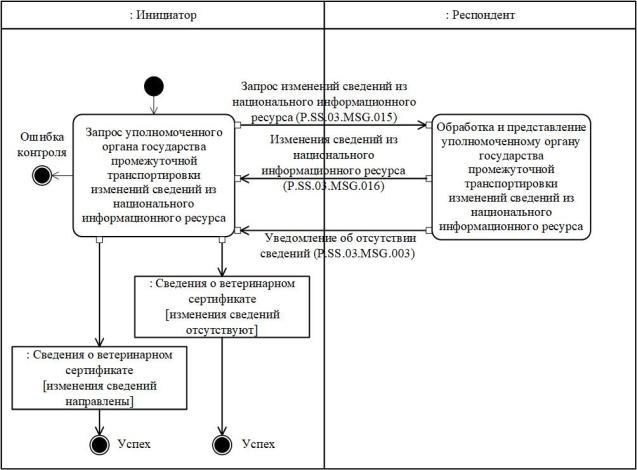 : Инициатор
: Респондент
Запрос изменений сведений из
национального информационного
ресурса (P.SS.03.MSG.015)
Ошибка
контроля
Запрос уполномоченного
органа государства
промежуточной
транспортировки
изменений сведений из
национального
информационного ресурса
Изменения сведений из
национального
информационного ресурса
(P.SS.03.MSG.016)
Обработка и представление
уполномоченному органу
государства
промежуточной
транспортировки
изменений сведений из
национального
информационного ресурса
Уведомление об отсутствии
сведений (P.SS.03.MSG.003)
: Сведения о ветеринарном
сертификате
[изменения сведений
отсутствуют]
: Сведения о ветеринарном
сертификате
[изменения сведений
направлены]
Успех
Успех